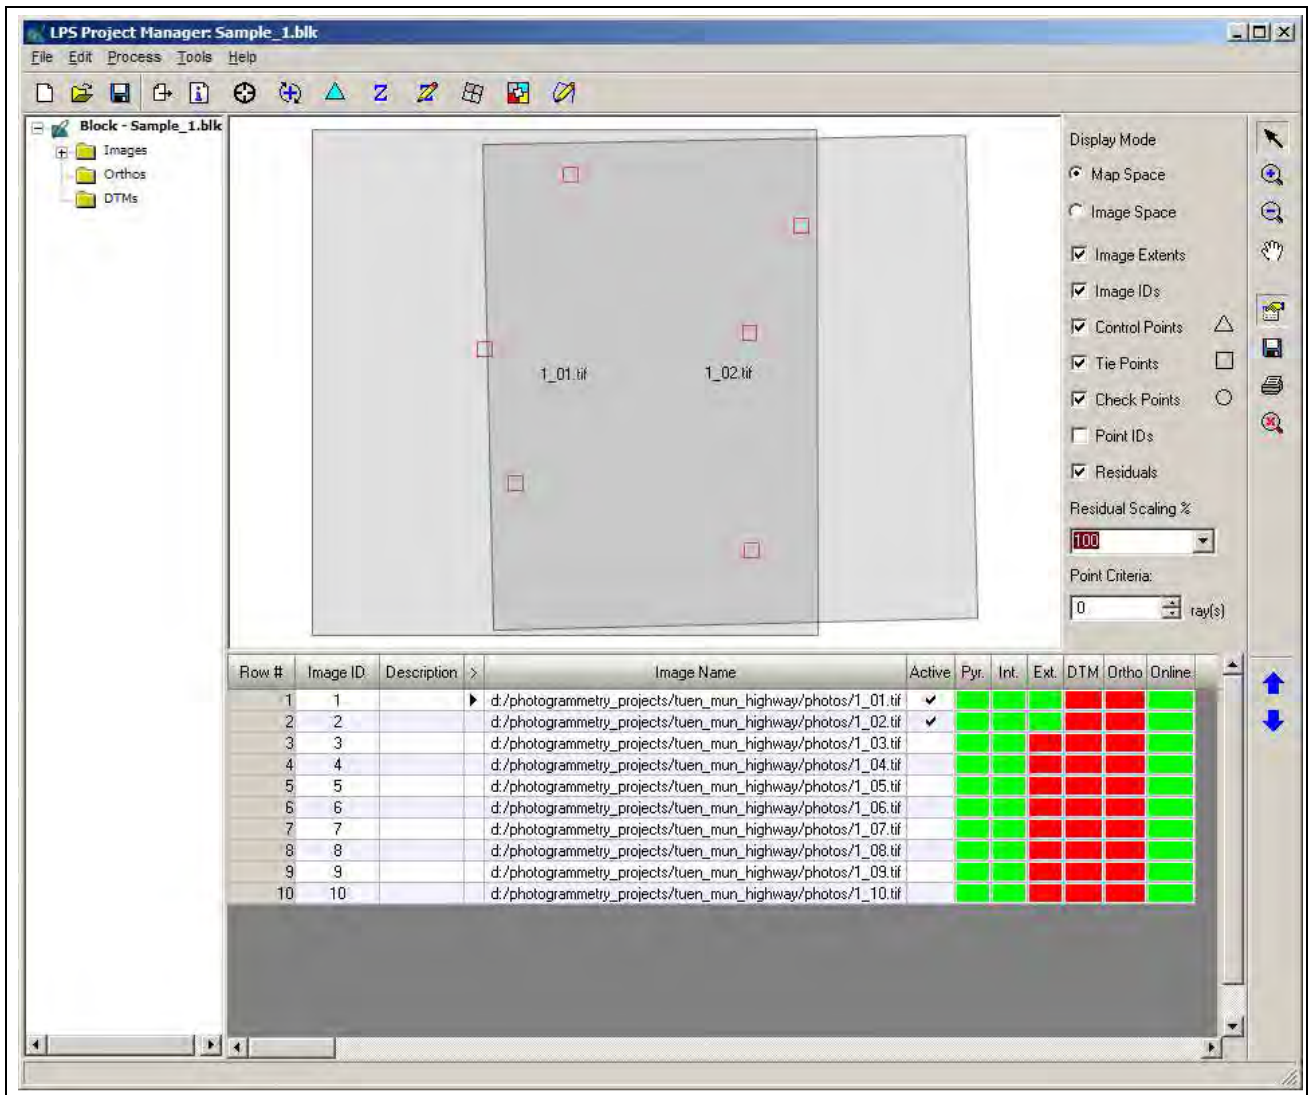 LPS Project Manager: Sample_1.blk
File Edit Process Tools Help
Block - Sample_1.blk
Images
Orthos
DTMs
1_01.tif
1_02.tif
Display Mode
Map Space
Image Space
Image Extents
Image IDs
Control Points
Tie Points
Check Points
Point IDs
Residuals
Residual Scaling %
100
Point Criteria:
0 ray(s)
Row # Image ID Description > Image Name Active Pyr. Int. Ext. DTM Ortho Online
1 1 d:/photogrammetry_projects/tuen_mun_highway/photos/1_01.tif
2 2 d:/photogrammetry_projects/tuen_mun_highway/photos/1_02.tif
3 3 d:/photogrammetry_projects/tuen_mun_highway/photos/1_03.tif
4 4 d:/photogrammetry_projects/tuen_mun_highway/photos/1_04.tif
5 5 d:/photogrammetry_projects/tuen_mun_highway/photos/1_05.tif
6 6 d:/photogrammetry_projects/tuen_mun_highway/photos/1_06.tif
7 7 d:/photogrammetry_projects/tuen_mun_highway/photos/1_07.tif
8 8 d:/photogrammetry_projects/tuen_mun_highway/photos/1_08.tif
9 9 d:/photogrammetry_projects/tuen_mun_highway/photos/1_09.tif
10 10 d:/photogrammetry_projects/tuen_mun_highway/photos/1_10.tif